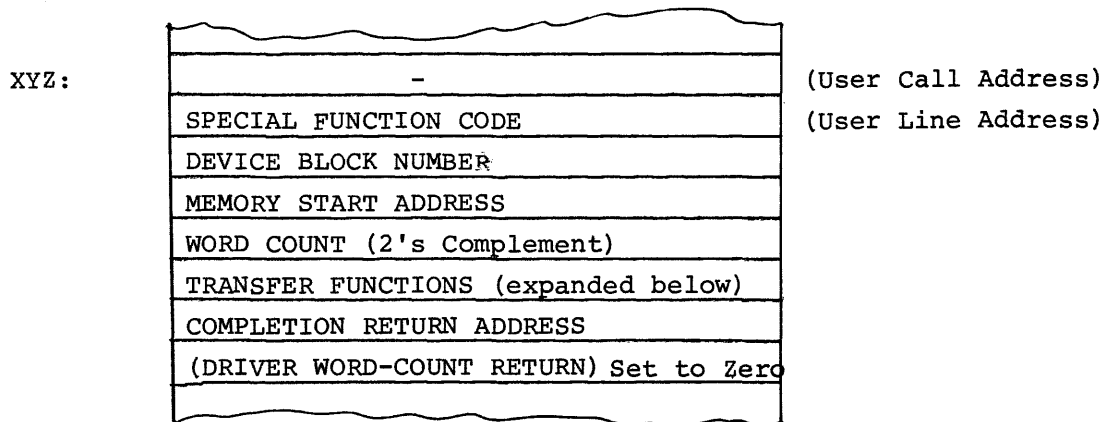 XYZ: - (User Call Address)
SPECIAL FUNCTION CODE (User Line Address)
DEVICE BLOCK NUMBER
MEMORY START ADDRESS
WORD COUNT (2's Complement)
TRANSFER FUNCTIONS (expanded below)
COMPLETION RETURN ADDRESS
(DRIVER WORD-COUNT RETURN) Set to Zero